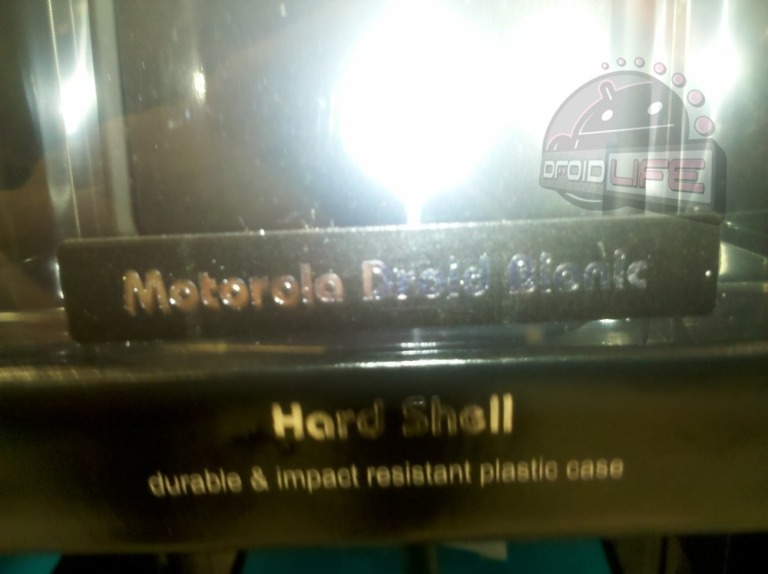 DROID LIFE
Motorola Droid Bionic
Hard Shell
durable & impact resistant plastic case